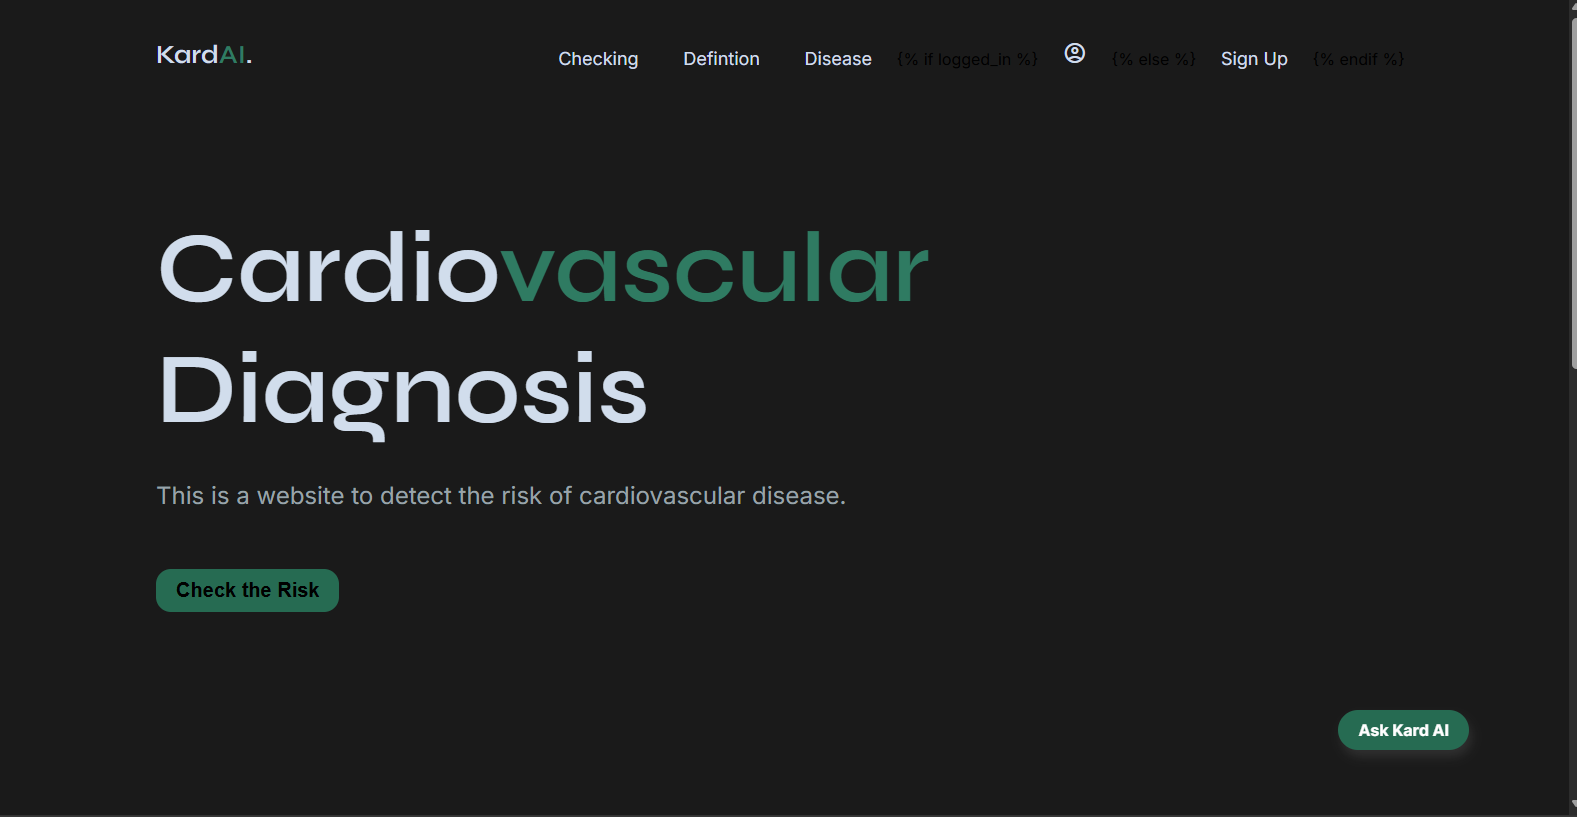 KardAI.
Checking Defintion Disease {% if logged_in %} {% else %} Sign Up {% endif %}
Cardiovascular
Diagnosis
This is a website to detect the risk of cardiovascular disease.
Check the Risk
Ask Kard AI